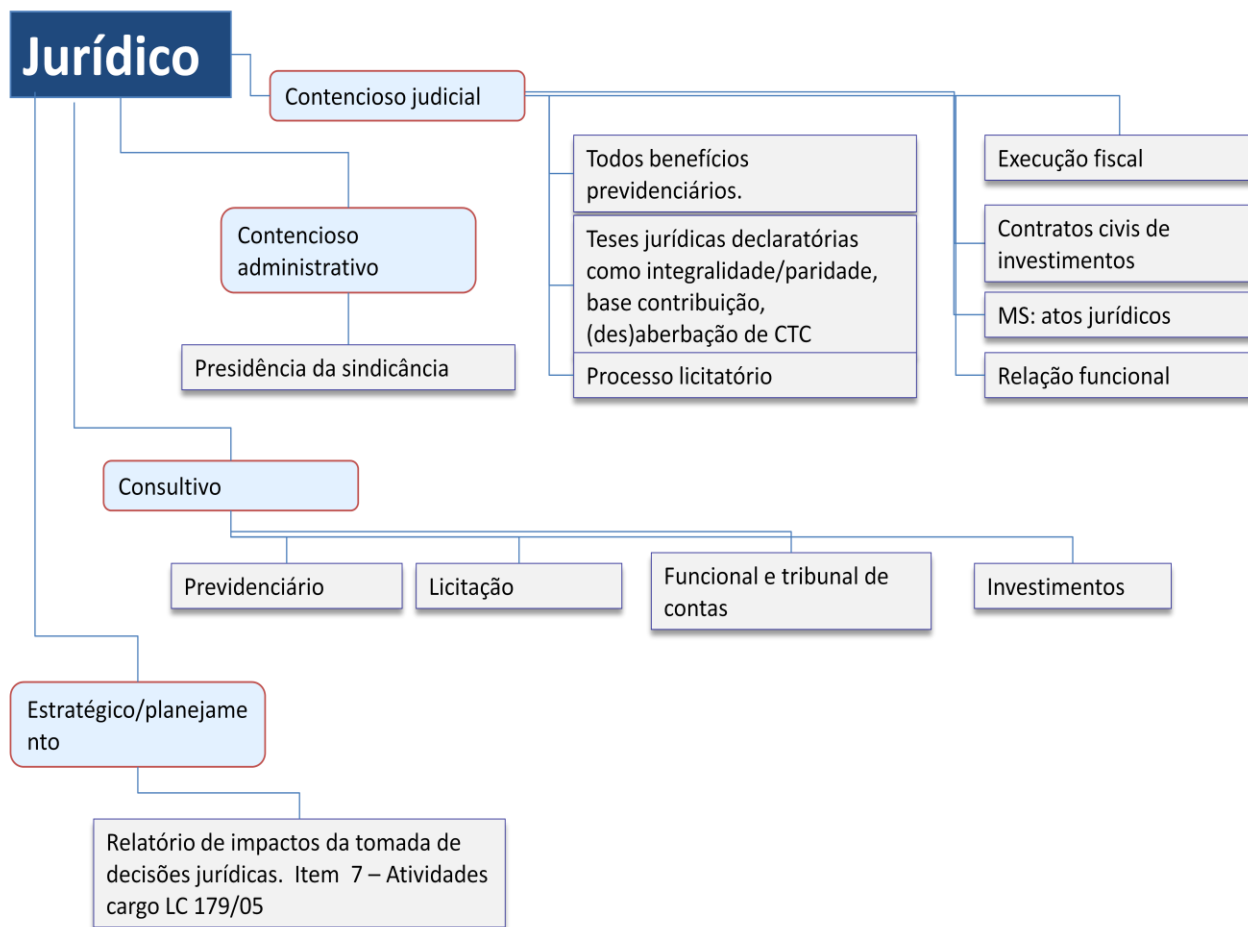 Jurídico
Contencioso judicial
Todos benefícios
previdenciários.
Execução fiscal
Contencioso
administrativo
Teses jurídicas declaratórias
como integralidade/paridade,
base contribuição,
(des)aberbação de CTC
Contratos civis de
investimentos
MS: atos jurídicos
Presidência da sindicância
Processo licitatório
Relação funcional
Consultivo
Previdenciário
Licitação
Funcional e tribunal de
contas
Investimentos
Estratégico/planejame
nto
Relatório de impactos da tomada de
decisões jurídicas.  Item  7 – Atividades
cargo LC 179/05